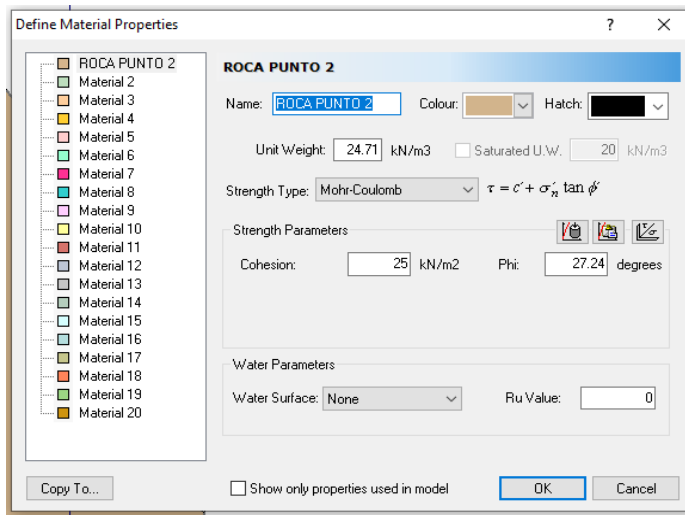 Define Material Properties
?
ROCA PUNTO 2
Material 2
Material 3
Material 4
Material 5
Material 6
Material 7
Material 8
Material 9
Material 10
Material 11
Material 12
Material 13
Material 14
Material 15
Material 16
Material 17
Material 18
Material 19
Material 20
ROCA PUNTO 2
Name: ROCA PUNTO 2 Colour: Hatch:
Unit Weight: 24.71 kN/m3 Saturated U.W. 20 kN/m3
Strength Type: Mohr-Coulomb τ = c′ + σ′n tan ϕ′
Strength Parameters
Cohesion: 25 kN/m2 Phi: 27.24 degrees
Water Parameters
Water Surface: None Ru Value: 0
Copy To... Show only properties used in model OK Cancel